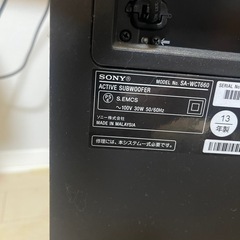 SONY®
MODEL No. SA-WCT660
SERIAL No
ACTIVE SUBWOOFER
PSE
S.EMCS
～100V 30W 50/60Hz
ソニー株式会社
MADE IN MALAYSIA
13
年製
修理には、本システム一式必要です。